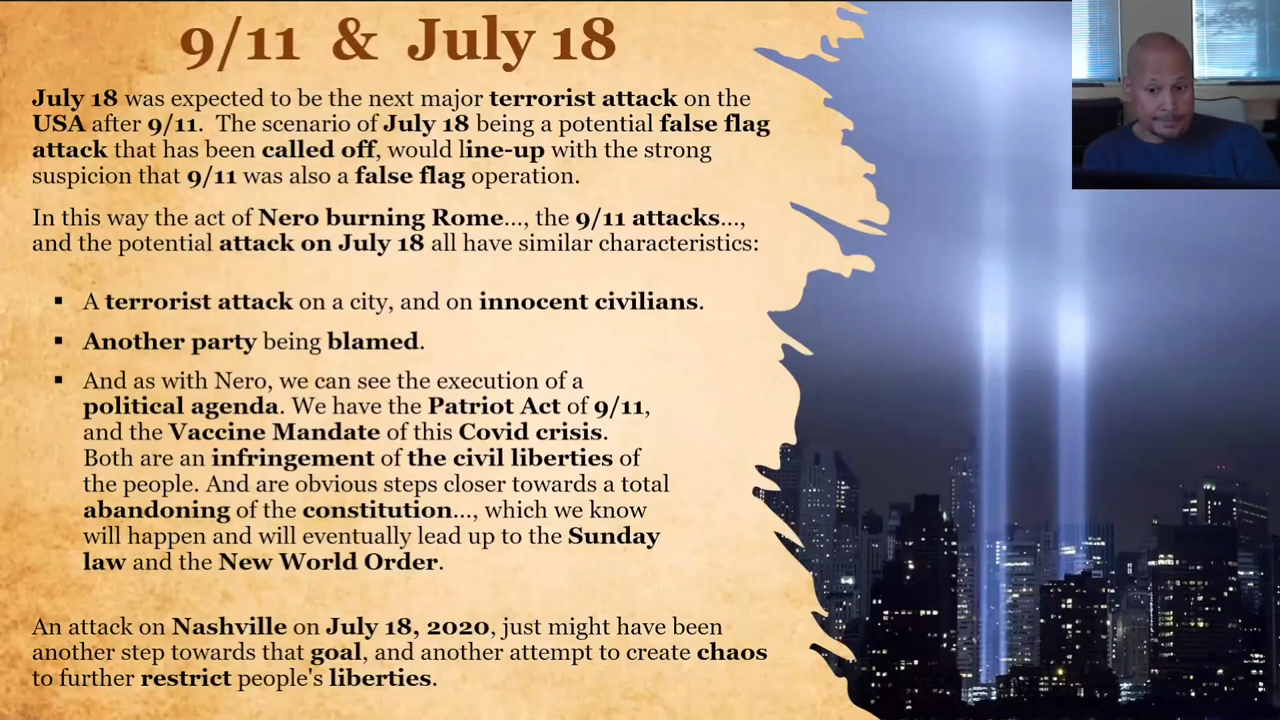 9/11 & July 18
July 18 was expected to be the next major terrorist attack on the
USA after 9/11. The scenario of July 18 being a potential false flag
attack that has been called off, would line-up with the strong
suspicion that 9/11 was also a false flag operation.
In this way the act of Nero burning Rome..., the 9/11 attacks...,
and the potential attack on July 18 all have similar characteristics:
▪ A terrorist attack on a city, and on innocent civilians.
▪ Another party being blamed.
▪ And as with Nero, we can see the execution of a
political agenda. We have the Patriot Act of 9/11,
and the Vaccine Mandate of this Covid crisis.
Both are an infringement of the civil liberties of
the people. And are obvious steps closer towards a total
abandoning of the constitution..., which we know
will happen and will eventually lead up to the Sunday
law and the New World Order.
An attack on Nashville on July 18, 2020, just might have been
another step towards that goal, and another attempt to create chaos
to further restrict people's liberties.